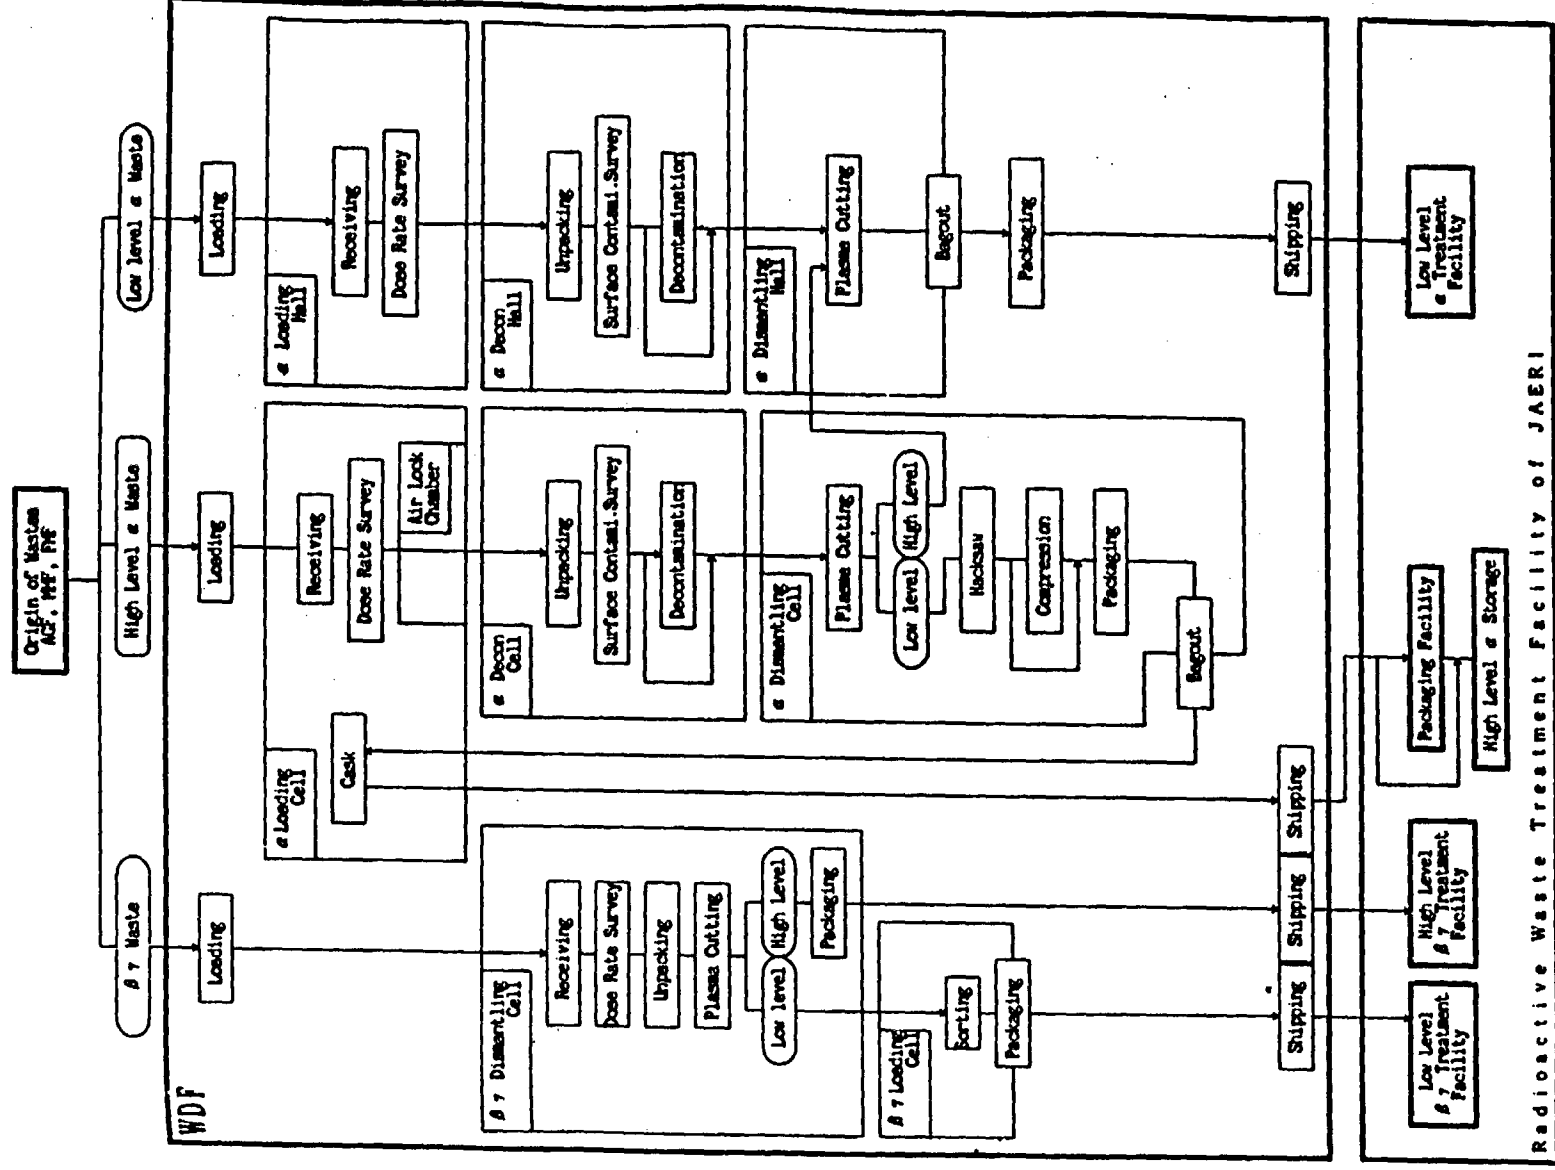 Origin of Wastes
AGF, MMF, FMF
β γ Waste
High Level α Waste
Low level α Waste
WDF
Loading
Loading
Loading
α Loading
Cell
Cask
Receiving
Dose Rate Survey
Air Lock
Chamber
α Loading
Hall
Receiving
Dose Rate Survey
β γ Dismantling
Cell
Receiving
Dose Rate Survey
Unpacking
Plasma Cutting
Low level
High Level
Packaging
α Decon
Cell
Unpacking
Surface Contami.Survey
Decontamination
α Decon
Hall
Unpacking
Surface Contami.Survey
Decontamination
α Dismantling
Cell
Plasma Cutting
Low level
High Level
Hacksaw
Compression
Packaging
Bagout
α Dismantling
Hall
Plasma Cutting
Bagout
Packaging
β γ Loading
Cell
Sorting
Packaging
Shipping
Shipping
Shipping
Shipping
Low Level
β γ Treatment
Facility
High Level
β γ Treatment
Facility
Packaging Facility
High Level α Storage
Low Level
α Treatment
Facility
Radioactive Waste Treatment Facility of JAERI